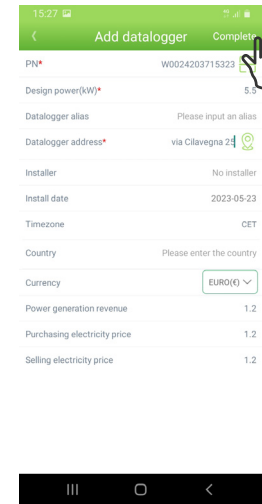 15:27
Add datalogger Complete
PN* W0024203715323
Design power(kW)* 5.5
Datalogger alias Please input an alias
Datalogger address* via Cilavegna 25
Installer No installer
Install date 2023-05-23
Timezone CET
Country Please enter the country
Currency EURO(€)
Power generation revenue 1.2
Purchasing electricity price 1.2
Selling electricity price 1.2